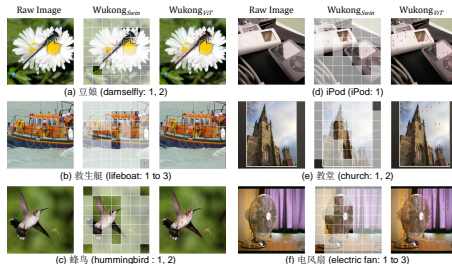 Raw Image Wukong_Swin Wukong_ViT Raw Image Wukong_Swin Wukong_ViT
(a) 豆娘 (damselfly: 1, 2) (d) iPod (iPod: 1)
(b) 救生艇 (lifeboat: 1 to 3) (e) 教堂 (church: 1, 2)
(c) 蜂鸟 (hummingbird : 1, 2) (f) 电风扇 (electric fan: 1 to 3)